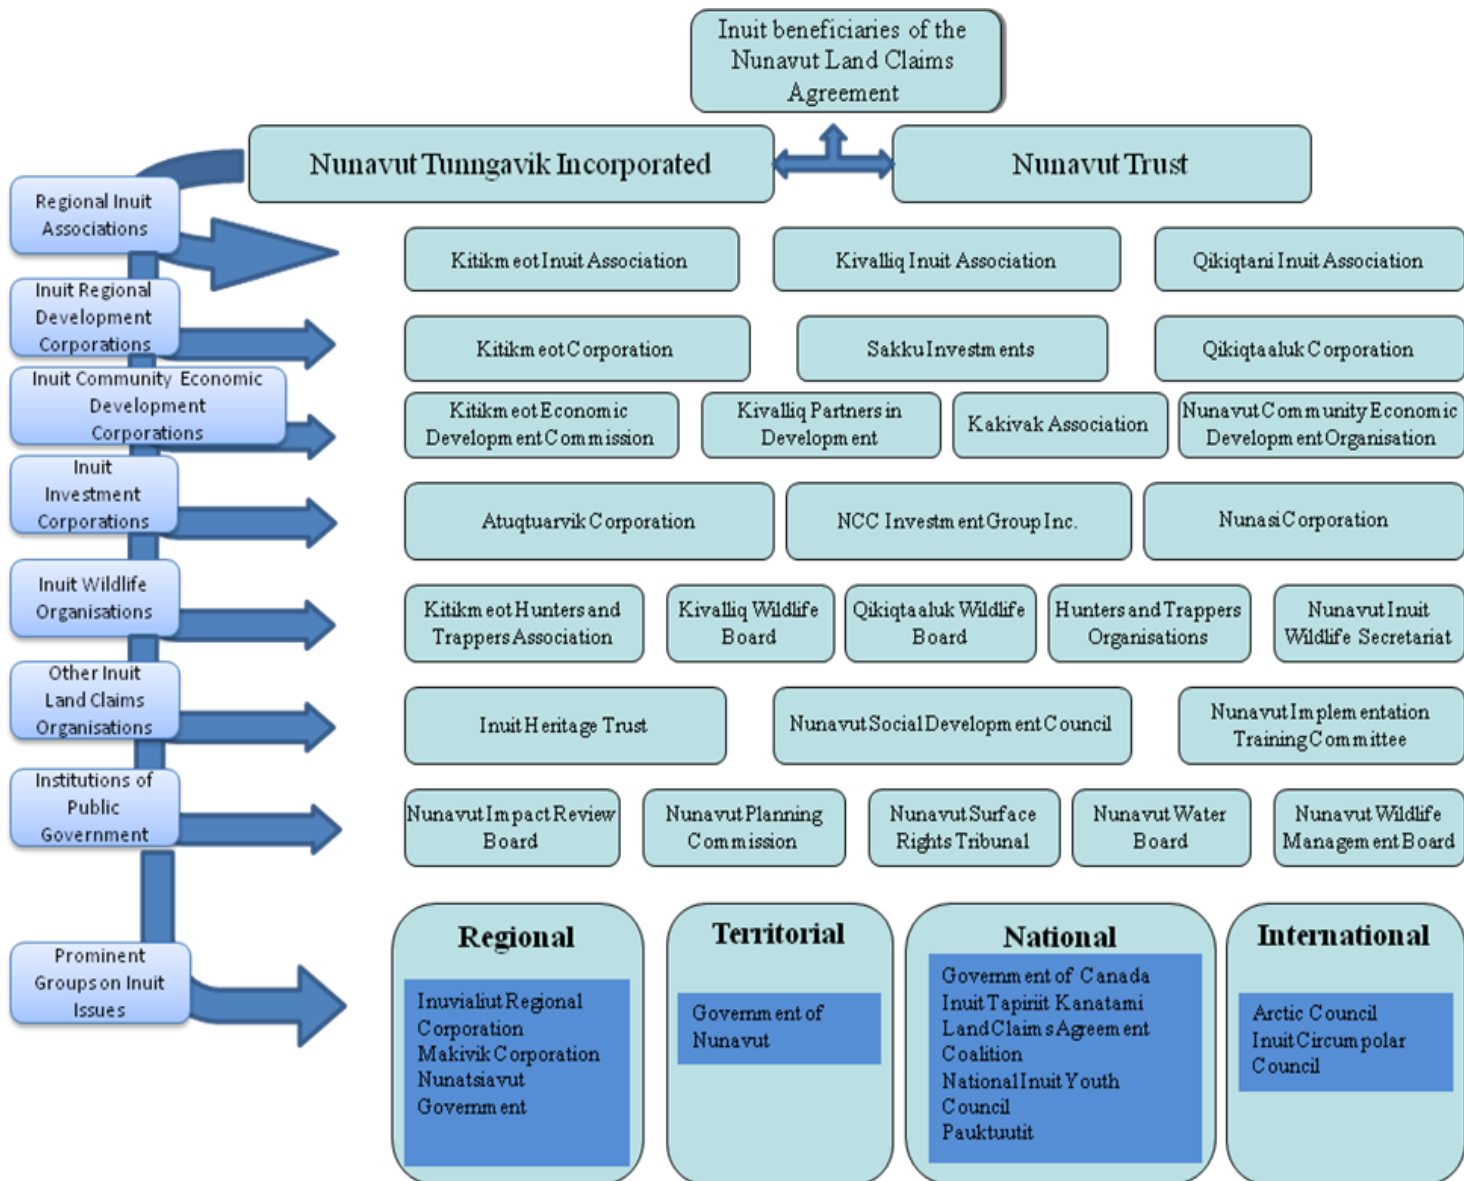 Inuit beneficiaries of the
Nunavut Land Claims
Agreement
Nunavut Tunngavik Incorporated
Nunavut Trust
Regional Inuit
Associations
Kitikmeot Inuit Association
Kivalliq Inuit Association
Qikiqtani Inuit Association
Inuit Regional
Development
Corporations
Kitikmeot Corporation
Sakku Investments
Qikiqtaaluk Corporation
Inuit Community Economic
Development
Corporations
Kitikmeot Economic
Development Commission
Kivalliq Partners in
Development
Kakivak Association
Nunavut Community Economic
Development Organisation
Inuit
Investment
Corporations
Atuqtuarvik Corporation
NCC Investment Group Inc.
Nunasi Corporation
Inuit Wildlife
Organisations
Kitikmeot Hunters and
Trappers Association
Kivalliq Wildlife
Board
Qikiqtaaluk Wildlife
Board
Hunters and Trappers
Organisations
Nunavut Inuit
Wildlife Secretariat
Other Inuit
Land Claims
Organisations
Inuit Heritage Trust
Nunavut Social Development Council
Nunavut Implementation
Training Committee
Institutions of
Public
Government
Nunavut Impact Review
Board
Nunavut Planning
Commission
Nunavut Surface
Rights Tribunal
Nunavut Water
Board
Nunavut Wildlife
Management Board
Prominent
Groups on Inuit
Issues
Regional
Inuvialiut Regional
Corporation
Makivik Corporation
Nunatsiavut
Government
Territorial
Government of
Nunavut
National
Government of Canada
Inuit Tapiriit Kanatami
Land Claims Agreement
Coalition
National Inuit Youth
Council
Pauktuutit
International
Arctic Council
Inuit Circumpolar
Council